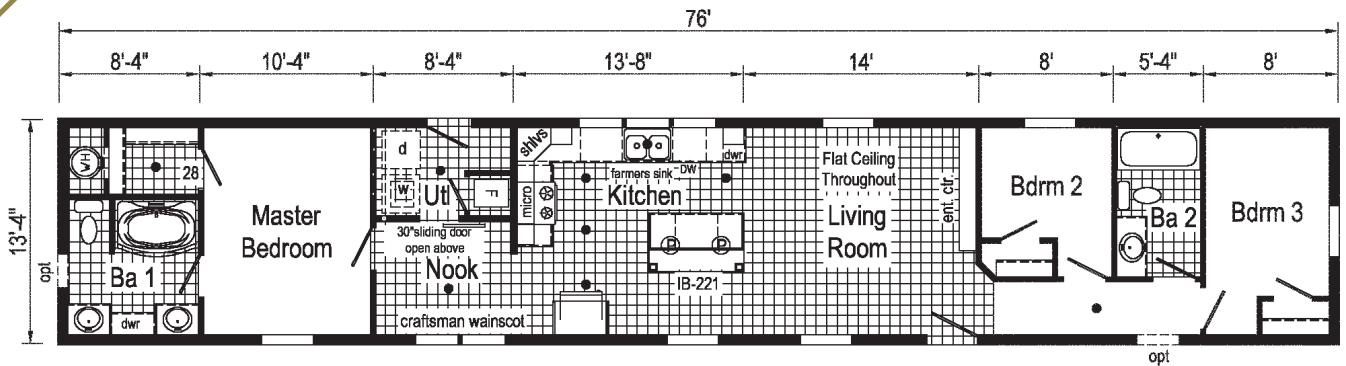 76'
8'-4" 10'-4" 8'-4" 13'-8" 14' 8' 5'-4" 8'
13'-4"
WH
28
Master
Bedroom
Ba 1
opt
dwr
d
W
Utl
F
30"sliding door
open above
Nook
craftsman wainscot
shlvs
micro
farmers sink
DW
dwr
Kitchen
P P
IB-221
Flat Ceiling
Throughout
Living
Room
ent. ctr.
Bdrm 2
Ba 2
Bdrm 3
opt